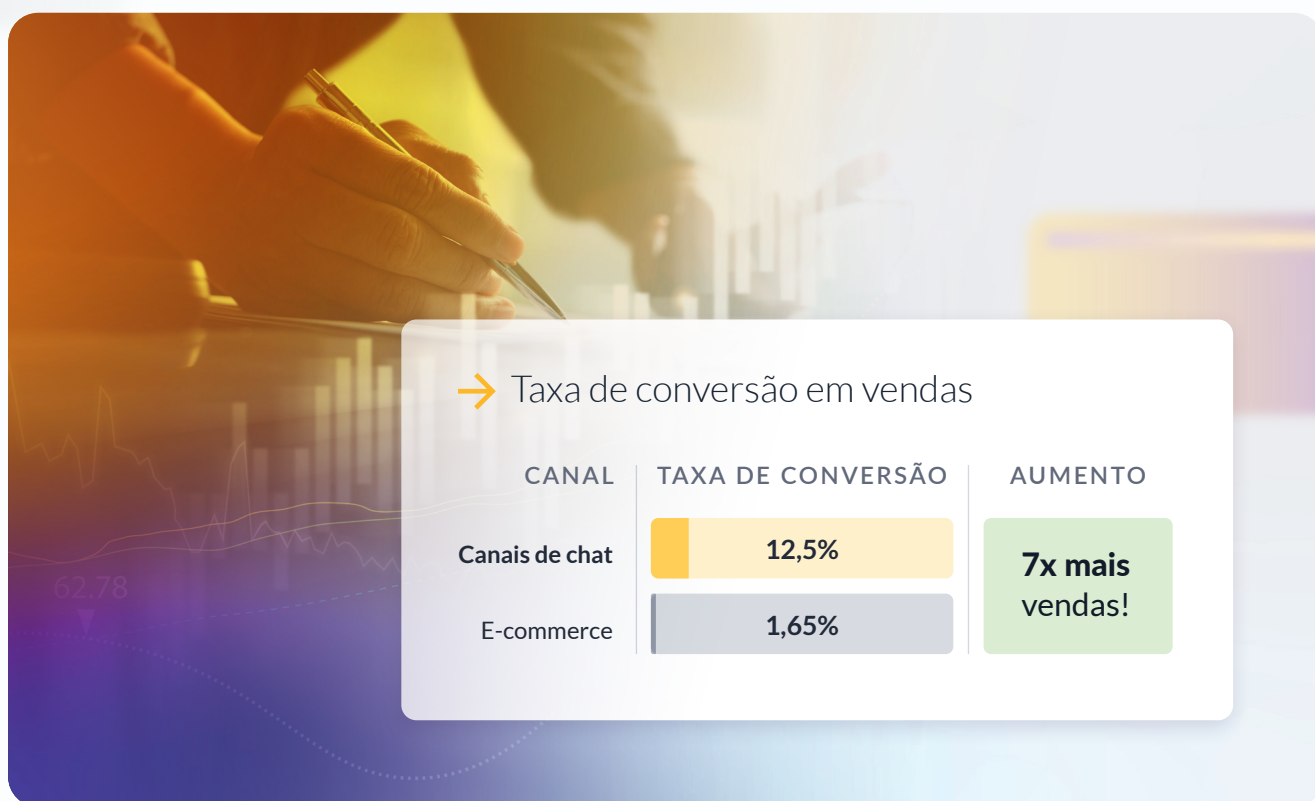 Taxa de conversão em vendas
CANAL TAXA DE CONVERSÃO AUMENTO
Canais de chat 12,5%
E-commerce 1,65%
7x mais
vendas!
62.78